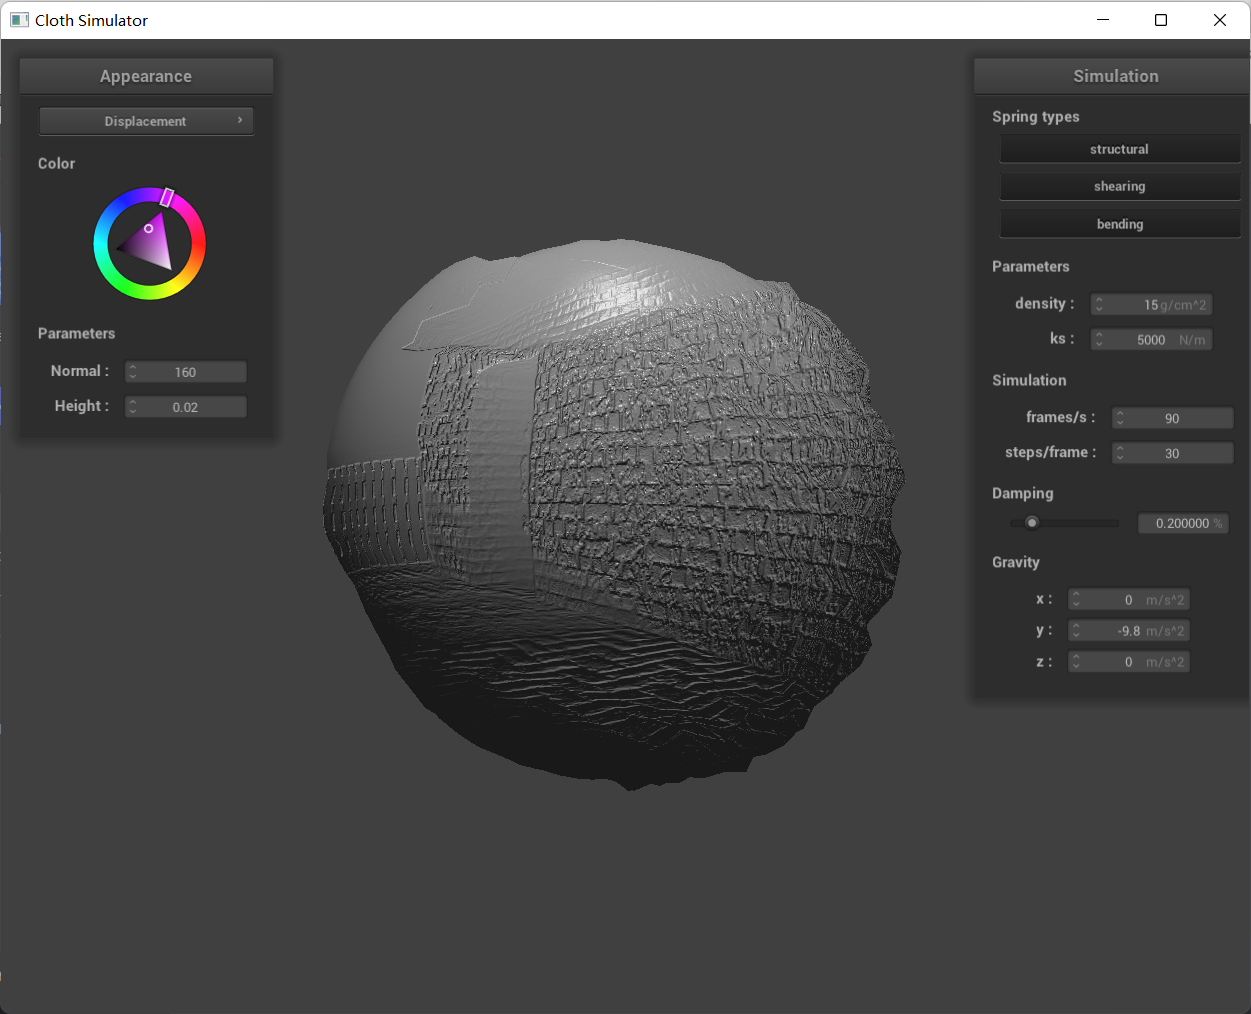 Cloth Simulator
Appearance
Displacement
Color
Parameters
Normal : 160
Height : 0.02
Simulation
Spring types
structural
shearing
bending
Parameters
density : 15 g/cm^2
ks : 5000 N/m
Simulation
frames/s : 90
steps/frame : 30
Damping
0.200000 %
Gravity
x : 0 m/s^2
y : -9.8 m/s^2
z : 0 m/s^2